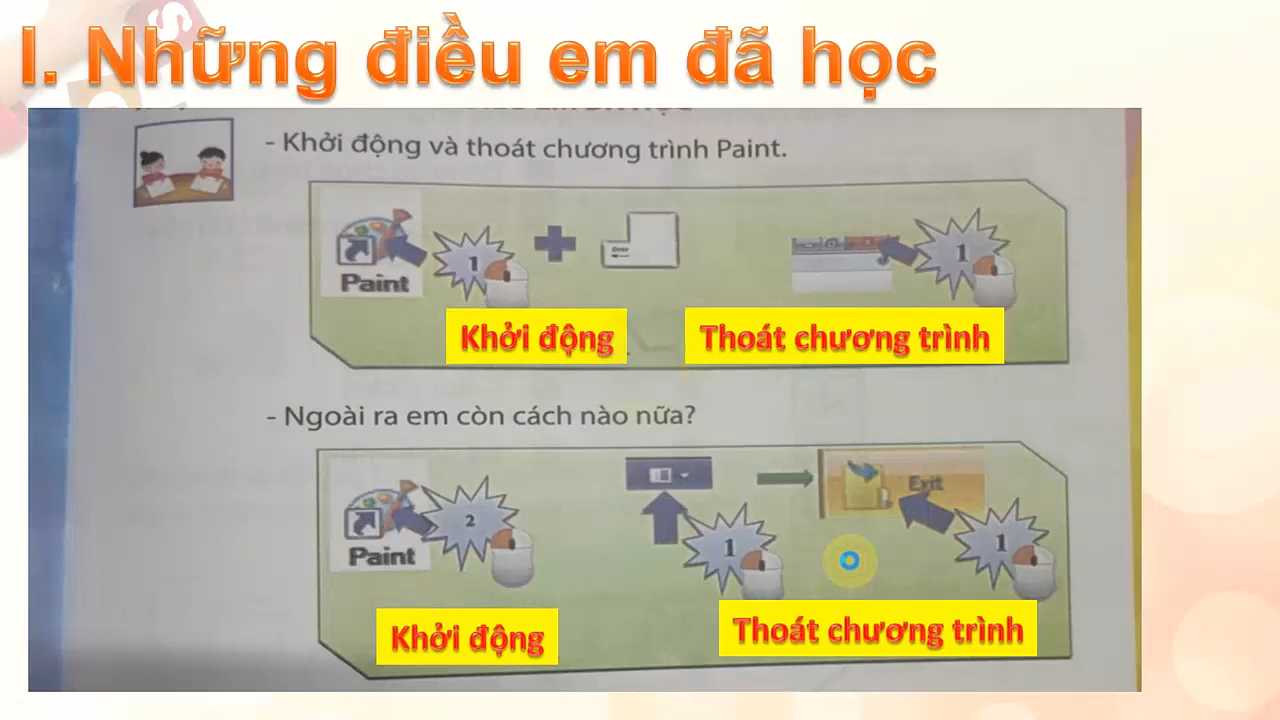 I. Những điều em đã học
- Khởi động và thoát chương trình Paint.
Paint
1
Enter
1
Khởi động
Thoát chương trình
- Ngoài ra em còn cách nào nữa?
Paint
2
1
Exit
1
Khởi động
Thoát chương trình